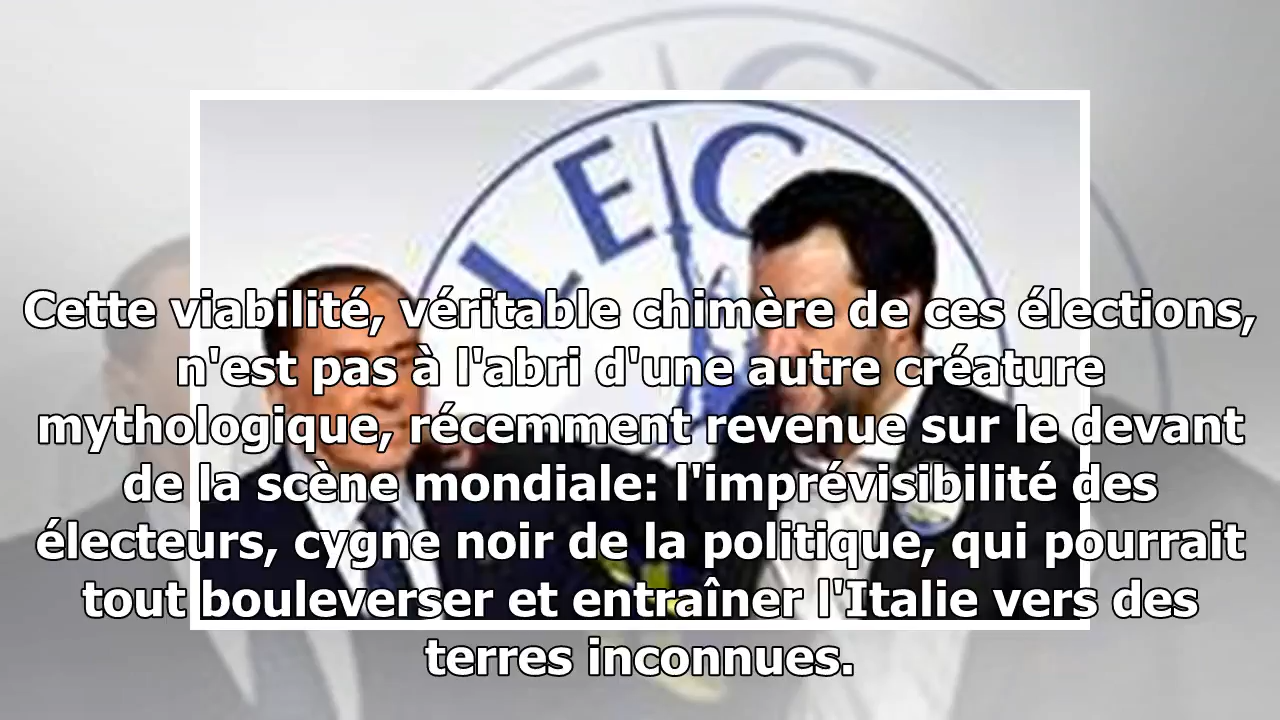 LEG
Cette viabilité, véritable chimère de ces élections,
n'est pas à l'abri d'une autre créature
mythologique, récemment revenue sur le devant
de la scène mondiale: l'imprévisibilité des
électeurs, cygne noir de la politique, qui pourrait
tout bouleverser et entraîner l'Italie vers des
terres inconnues.